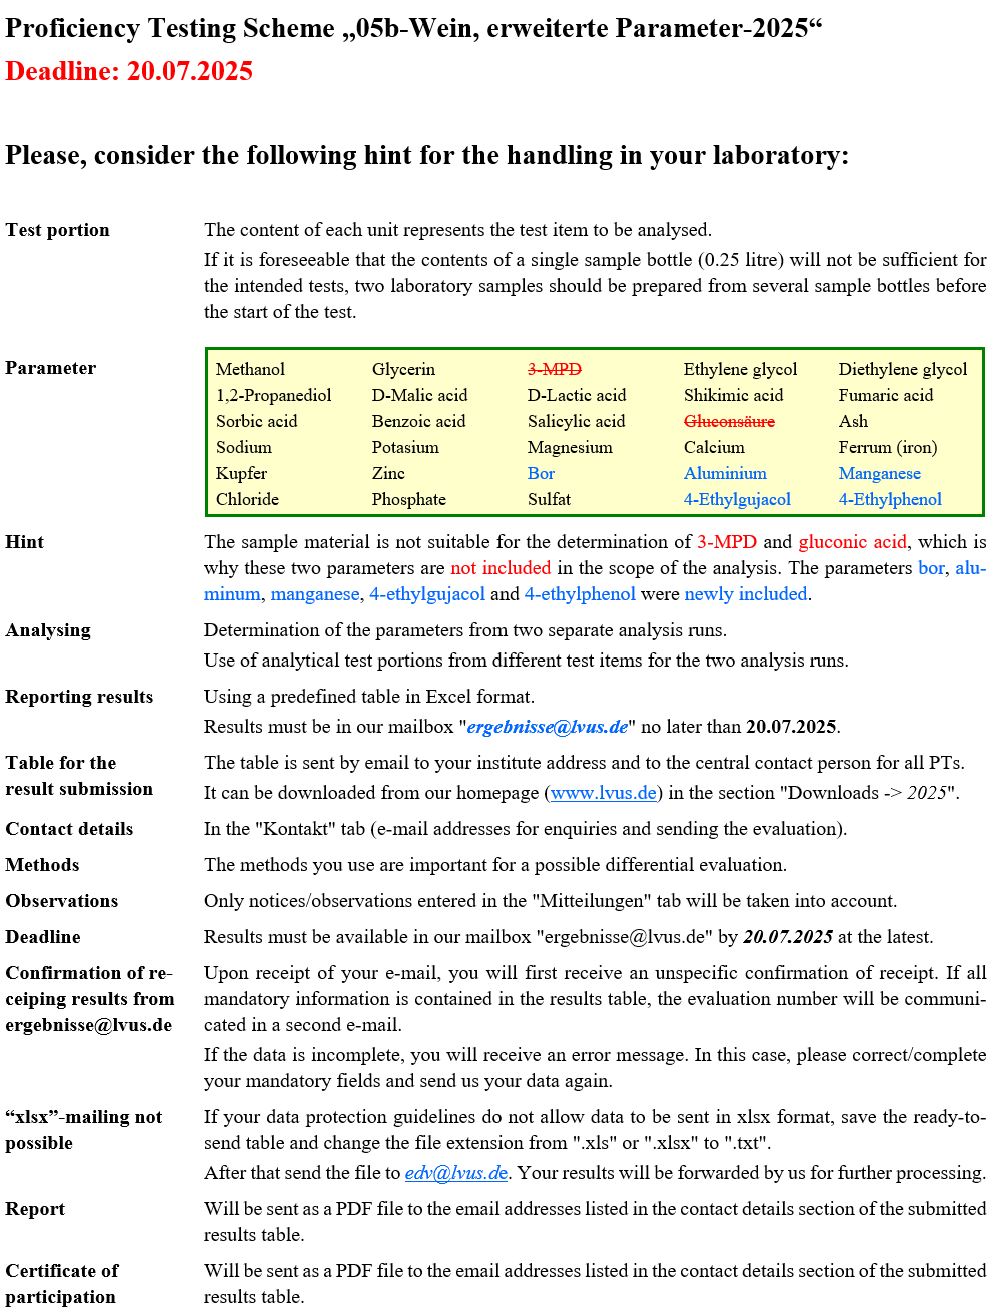 Proficiency Testing Scheme „05b-Wein, erweiterte Parameter-2025“
Deadline: 20.07.2025
Please, consider the following hint for the handling in your laboratory:
Test portion The content of each unit represents the test item to be analysed.
If it is foreseeable that the contents of a single sample bottle (0.25 litre) will not be sufficient for
the intended tests, two laboratory samples should be prepared from several sample bottles before
the start of the test.
Parameter Methanol Glycerin 3-MPD Ethylene glycol Diethylene glycol
1,2-Propanediol D-Malic acid D-Lactic acid Shikimic acid Fumaric acid
Sorbic acid Benzoic acid Salicylic acid Gluconsäure Ash
Sodium Potasium Magnesium Calcium Ferrum (iron)
Kupfer Zinc Bor Aluminium Manganese
Chloride Phosphate Sulfat 4-Ethylgujacol 4-Ethylphenol
Hint The sample material is not suitable for the determination of 3-MPD and gluconic acid, which is
why these two parameters are not included in the scope of the analysis. The parameters bor, alu-
minum, manganese, 4-ethylgujacol and 4-ethylphenol were newly included.
Analysing Determination of the parameters from two separate analysis runs.
Use of analytical test portions from different test items for the two analysis runs.
Reporting results Using a predefined table in Excel format.
Results must be in our mailbox "ergebnisse@lvus.de" no later than 20.07.2025.
Table for the The table is sent by email to your institute address and to the central contact person for all PTs.
result submission It can be downloaded from our homepage (www.lvus.de) in the section "Downloads -> 2025".
Contact details In the "Kontakt" tab (e-mail addresses for enquiries and sending the evaluation).
Methods The methods you use are important for a possible differential evaluation.
Observations Only notices/observations entered in the "Mitteilungen" tab will be taken into account.
Deadline Results must be available in our mailbox "ergebnisse@lvus.de" by 20.07.2025 at the latest.
Confirmation of re- Upon receipt of your e-mail, you will first receive an unspecific confirmation of receipt. If all
ceiping results from mandatory information is contained in the results table, the evaluation number will be communi-
ergebnisse@lvus.de cated in a second e-mail.
If the data is incomplete, you will receive an error message. In this case, please correct/complete
your mandatory fields and send us your data again.
“xlsx”-mailing not If your data protection guidelines do not allow data to be sent in xlsx format, save the ready-to-
possible send table and change the file extension from ".xls" or ".xlsx" to ".txt".
After that send the file to edv@lvus.de. Your results will be forwarded by us for further processing.
Report Will be sent as a PDF file to the email addresses listed in the contact details section of the submitted
results table.
Certificate of Will be sent as a PDF file to the email addresses listed in the contact details section of the submitted
participation results table.